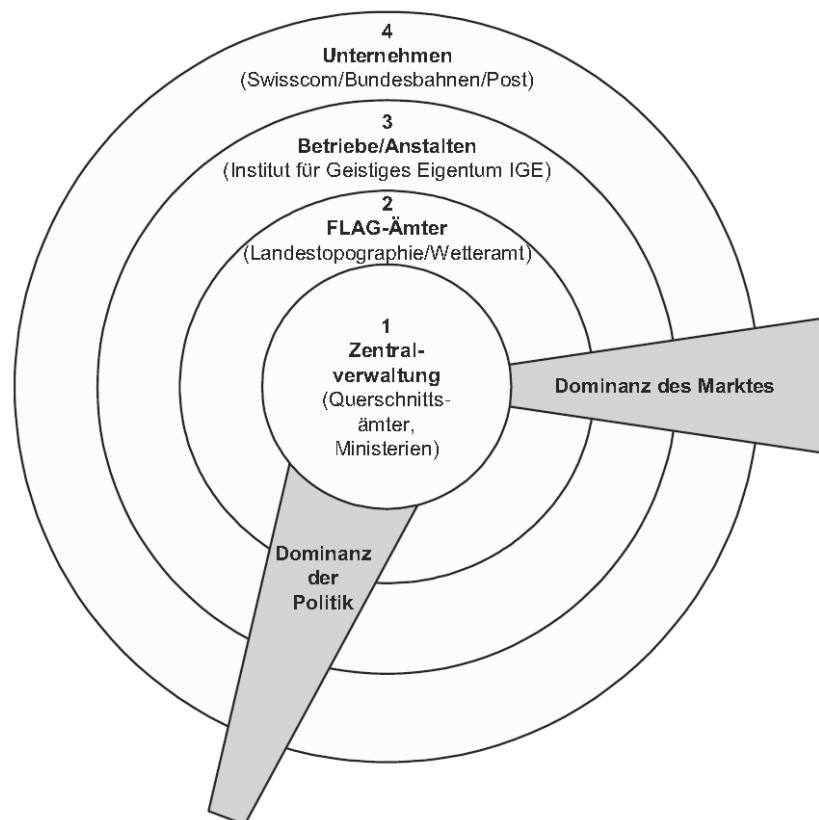 4
Unternehmen
(Swisscom/Bundesbahnen/Post)
3
Betriebe/Anstalten
(Institut für Geistiges Eigentum IGE)
2
FLAG-Ämter
(Landestopographie/Wetteramt)
1
Zentral-
verwaltung
(Querschnitts-
ämter,
Ministerien)
Dominanz des Marktes
Dominanz
der
Politik